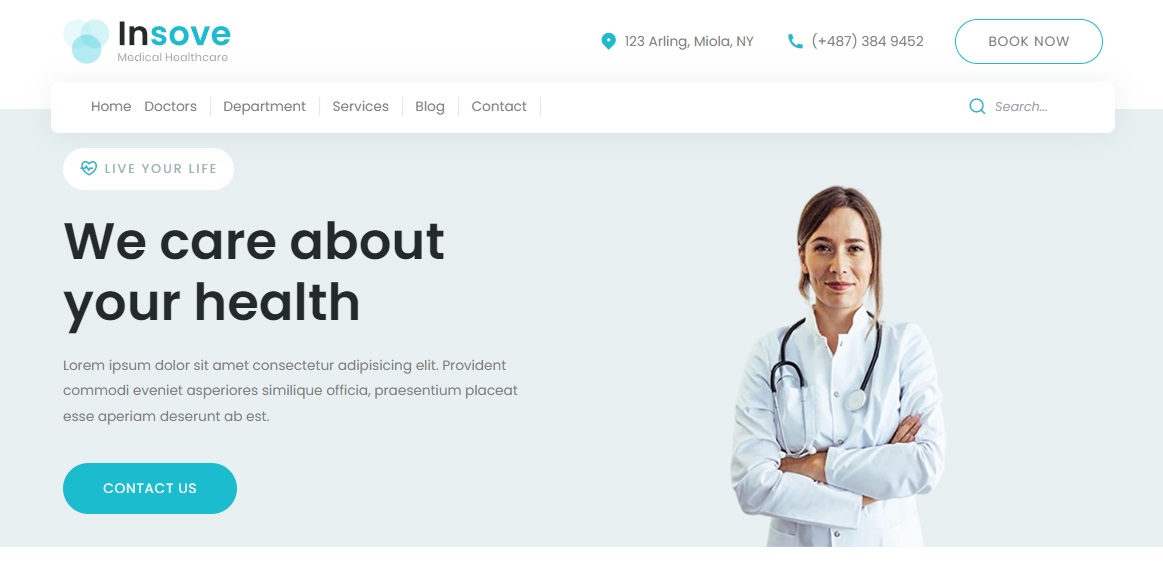 Insove
Medical Healthcare
123 Arling, Miola, NY
(+487) 384 9452
BOOK NOW
Home Doctors Department Services Blog Contact
Search...
LIVE YOUR LIFE
We care about
your health
Lorem ipsum dolor sit amet consectetur adipisicing elit. Provident
commodi eveniet asperiores similique officia, praesentium placeat
esse aperiam deserunt ab est.
CONTACT US